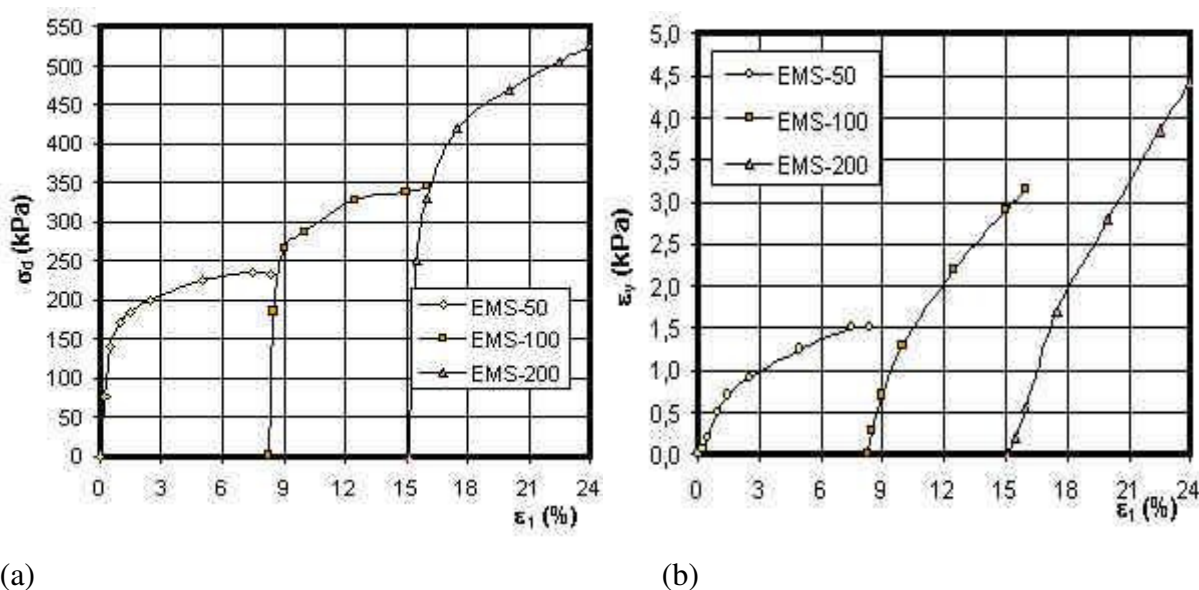 550
500
450
400
350
300
250
200
150
100
50
0
σd (kPa)
0 3 6 9 12 15 18 21 24
ε1 (%)
EMS-50
EMS-100
EMS-200
(a)
5,0
4,5
4,0
3,5
3,0
2,5
2,0
1,5
1,0
0,5
0,0
εv (kPa)
0 3 6 9 12 15 18 21 24
ε1 (%)
EMS-50
EMS-100
EMS-200
(b)